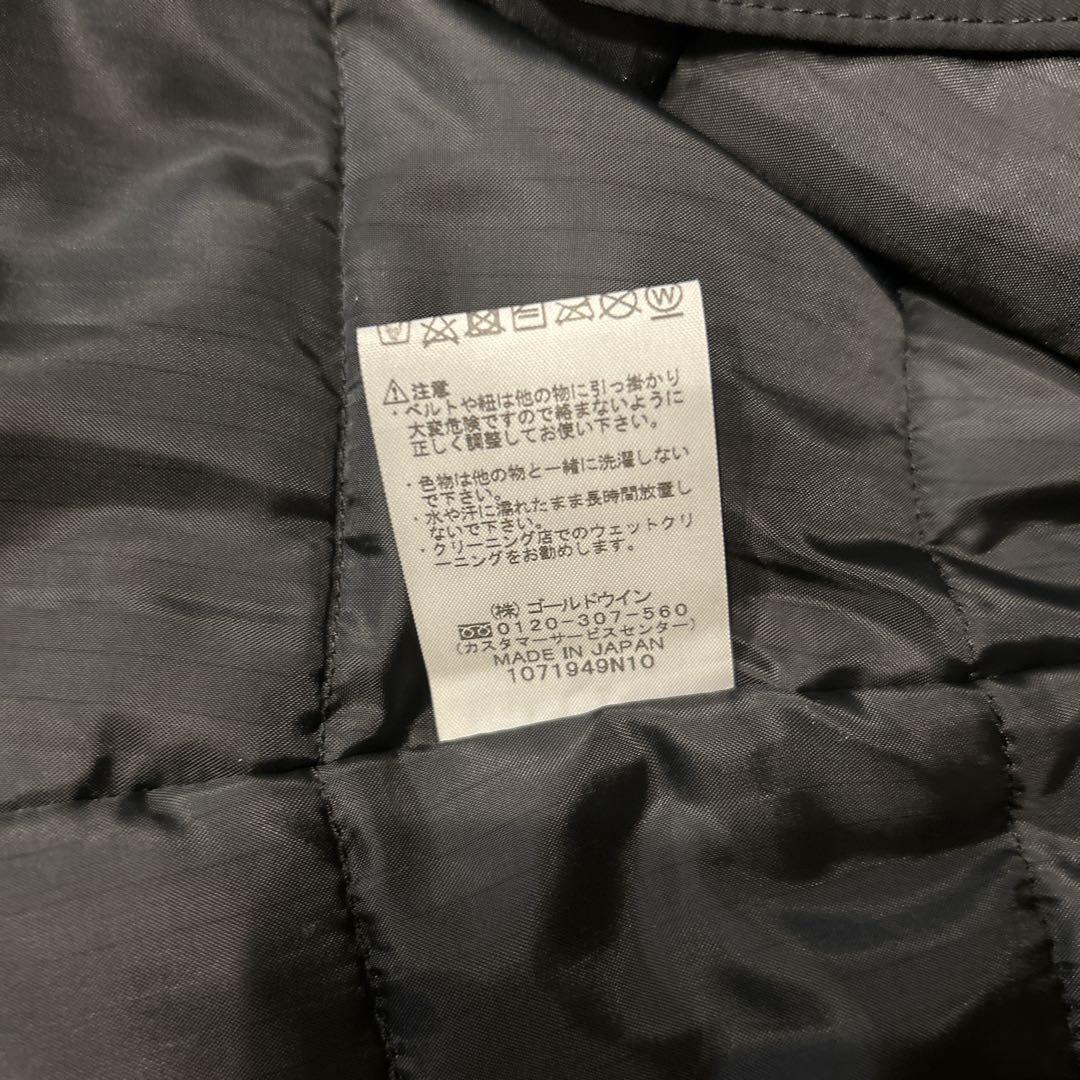 W
注意
・ベルトや紐は他の物に引っ掛かり
大変危険ですので絡まないように
正しく調整してお使い下さい。
・色物は他の物と一緒に洗濯しない
で下さい。
・水や汗に濡れたまま長時間放置し
ないで下さい。
・クリーニング店でのウェットクリ
ーニングをお勧めします。
(株)ゴールドウイン
0120-307-560
(カスタマーサービスセンター)
MADE IN JAPAN
1071949N10